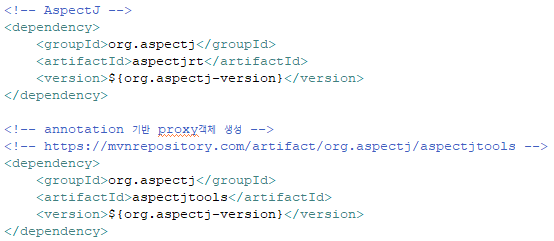 <!-- AspectJ -->
<dependency>
    <groupId>org.aspectj</groupId>
    <artifactId>aspectjrt</artifactId>
    <version>${org.aspectj-version}</version>
</dependency>

<!-- annotation 기반 proxy객체 생성 -->
<!-- https://mvnrepository.com/artifact/org.aspectj/aspectjtools -->
<dependency>
    <groupId>org.aspectj</groupId>
    <artifactId>aspectjtools</artifactId>
    <version>${org.aspectj-version}</version>
</dependency>